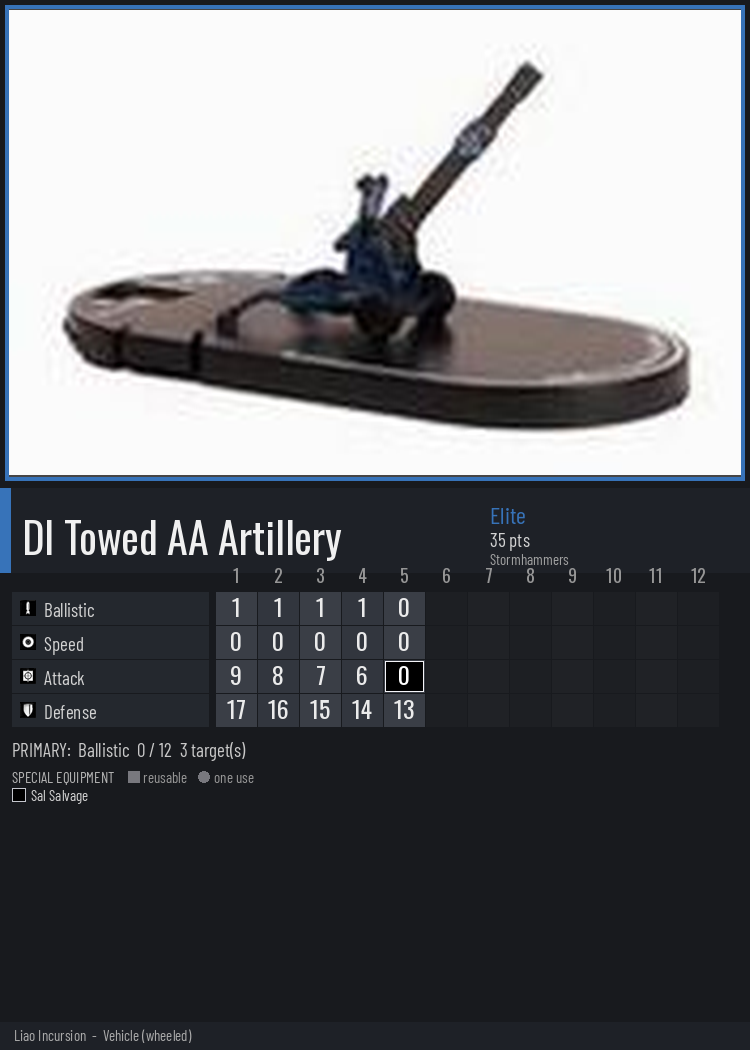 DI Towed AA Artillery
Elite
35 pts
Stormhammers
1 2 3 4 5 6 7 8 9 10 11 12
Ballistic 1 1 1 1 0
Speed 0 0 0 0 0
Attack 9 8 7 6 0
Defense 17 16 15 14 13
PRIMARY: Ballistic 0 / 12 3 target(s)
SPECIAL EQUIPMENT reusable one use
Sal Salvage
Liao Incursion - Vehicle (wheeled)